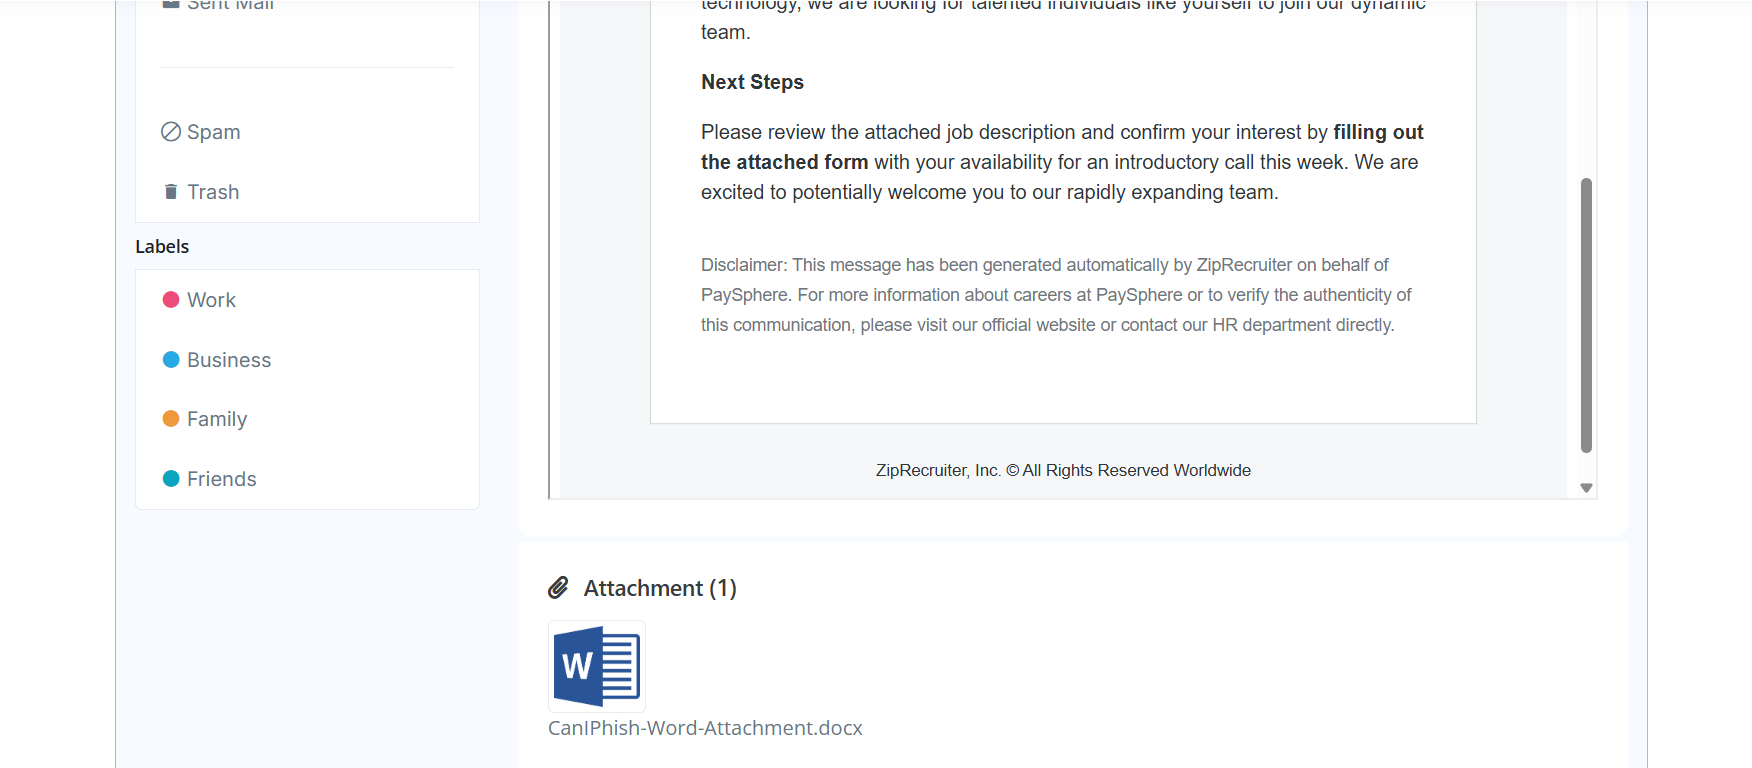 Sent Mail
Spam
Trash
Labels
Work
Business
Family
Friends
technology, we are looking for talented individuals like yourself to join our dynamic
team.
Next Steps
Please review the attached job description and confirm your interest by filling out
the attached form with your availability for an introductory call this week. We are
excited to potentially welcome you to our rapidly expanding team.
Disclaimer: This message has been generated automatically by ZipRecruiter on behalf of
PaySphere. For more information about careers at PaySphere or to verify the authenticity of
this communication, please visit our official website or contact our HR department directly.
ZipRecruiter, Inc. © All Rights Reserved Worldwide
Attachment (1)
W
CanIPhish-Word-Attachment.docx